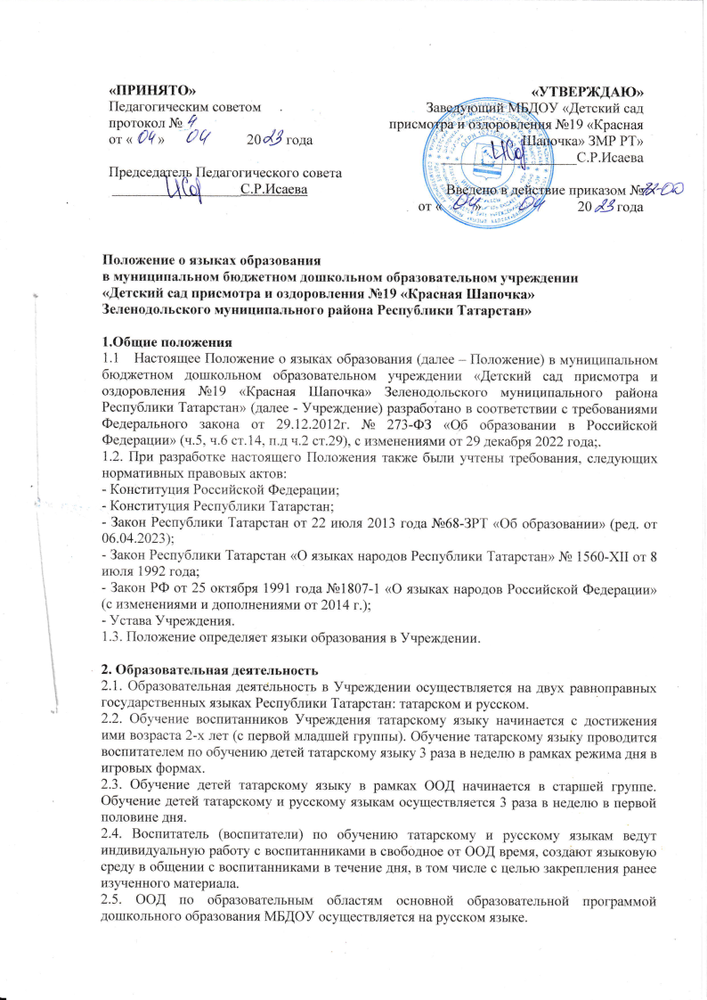 «ПРИНЯТО»
Педагогическим советом
протокол № 4
от « 04 » 04 2023 года
Председатель Педагогического совета
С.Р.Исаева
«УТВЕРЖДАЮ»
Заведующий МБДОУ «Детский сад
присмотра и оздоровления №19 «Красная
Шапочка» ЗМР РТ»
С.Р.Исаева
Введено в действие приказом № 72-ОО
от « 04 » 04 2023 года
Положение о языках образования
в муниципальном бюджетном дошкольном образовательном учреждении
«Детский сад присмотра и оздоровления №19 «Красная Шапочка»
Зеленодольского муниципального района Республики Татарстан»
1.Общие положения
1.1 Настоящее Положение о языках образования (далее – Положение) в муниципальном
бюджетном дошкольном образовательном учреждении «Детский сад присмотра и
оздоровления №19 «Красная Шапочка» Зеленодольского муниципального района
Республики Татарстан» (далее - Учреждение) разработано в соответствии с требованиями
Федерального закона от 29.12.2012г. № 273-ФЗ «Об образовании в Российской
Федерации» (ч.5, ч.6 ст.14, п.д ч.2 ст.29), с изменениями от 29 декабря 2022 года;.
1.2. При разработке настоящего Положения также были учтены требования, следующих
нормативных правовых актов:
- Конституция Российской Федерации;
- Конституция Республики Татарстан;
- Закон Республики Татарстан от 22 июля 2013 года №68-ЗРТ «Об образовании» (ред. от
06.04.2023);
- Закон Республики Татарстан «О языках народов Республики Татарстан» № 1560-XII от 8
июля 1992 года;
- Закон РФ от 25 октября 1991 года №1807-1 «О языках народов Российской Федерации»
(с изменениями и дополнениями от 2014 г.);
- Устава Учреждения.
1.3. Положение определяет языки образования в Учреждении.
2. Образовательная деятельность
2.1. Образовательная деятельность в Учреждении осуществляется на двух равноправных
государственных языках Республики Татарстан: татарском и русском.
2.2. Обучение воспитанников Учреждения татарскому языку начинается с достижения
ими возраста 2-х лет (с первой младшей группы). Обучение татарскому языку проводится
воспитателем по обучению детей татарскому языку 3 раза в неделю в рамках режима дня в
игровых формах.
2.3. Обучение детей татарскому языку в рамках ООД начинается в старшей группе.
Обучение детей татарскому и русскому языкам осуществляется 3 раза в неделю в первой
половине дня.
2.4. Воспитатель (воспитатели) по обучению татарскому и русскому языкам ведут
индивидуальную работу с воспитанниками в свободное от ООД время, создают языковую
среду в общении с воспитанниками в течение дня, в том числе с целью закрепления ранее
изученного материала.
2.5. ООД по образовательным областям основной образовательной программой
дошкольного образования МБДОУ осуществляется на русском языке.